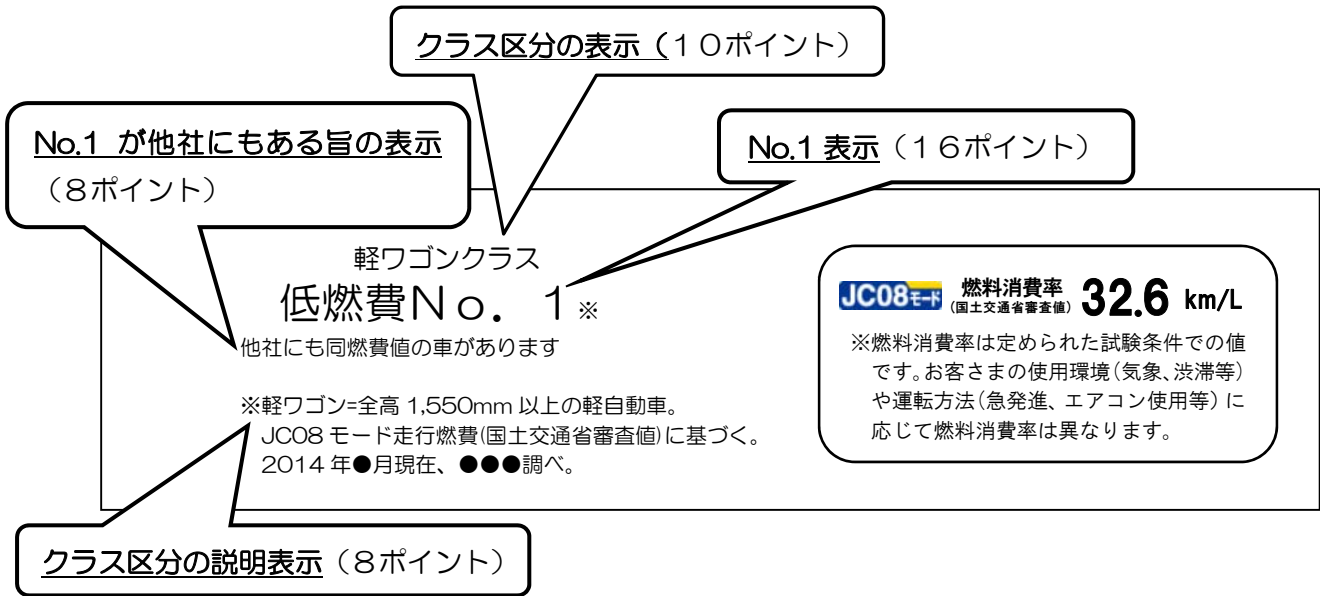 クラス区分の表示（１０ポイント）
No.1 が他社にもある旨の表示
（８ポイント）
No.1 表示（１６ポイント）
軽ワゴンクラス
低燃費Ｎｏ．１※
他社にも同燃費値の車があります
※軽ワゴン=全高 1,550mm 以上の軽自動車。
JC08 モード走行燃費(国土交通省審査値)に基づく。
2014 年●月現在、●●●調べ。
JC08モード 燃料消費率 32.6 km/L
(国土交通省審査値)
※燃料消費率は定められた試験条件での値
です。お客さまの使用環境(気象、渋滞等)
や運転方法(急発進、エアコン使用等)に
応じて燃料消費率は異なります。
クラス区分の説明表示（８ポイント）